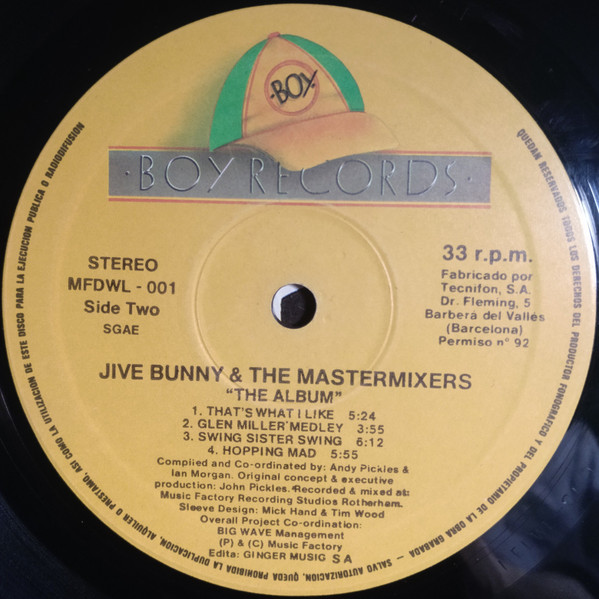 BOY
·BOY RECORDS·
STEREO
MFDWL - 001
Side Two
SGAE
33 r.p.m.
Fabricado por
Tecnifon, S.A.
Dr. Fleming, 5
Barberá del Vallés
(Barcelona)
Permiso nº 92
JIVE BUNNY & THE MASTERMIXERS
"THE ALBUM"
1. THAT'S WHAT I LIKE 5:24
2. GLEN MILLER MEDLEY 3:55
3. SWING SISTER SWING 6:12
4. HOPPING MAD 5:55
Compiled and Co-ordinated by: Andy Pickles &
Ian Morgan. Original concept & executive
production: John Pickles. Recorded & mixed at:
Music Factory Recording Studios Rotherham.
Sleeve Design: Mick Hand & Tim Wood
Overall Project Co-ordination:
BIG WAVE Management
(P) & (C) Music Factory
Edita: GINGER MUSIG S A
QUEDAN RESERVADOS TODOS LOS DERECHOS DEL PRODUCTOR FONOGRAFICO Y DEL PROPIETARIO DE LA OBRA GRABADA — SALVO AUTORIZACION, QUEDA PROHIBIDA LA DUPLICACION, ALQUILER O PRESTAMO, ASI COMO LA UTILIZACION DE ESTE DISCO PARA LA EJECUCION PUBLICA O RADIODIFUSION